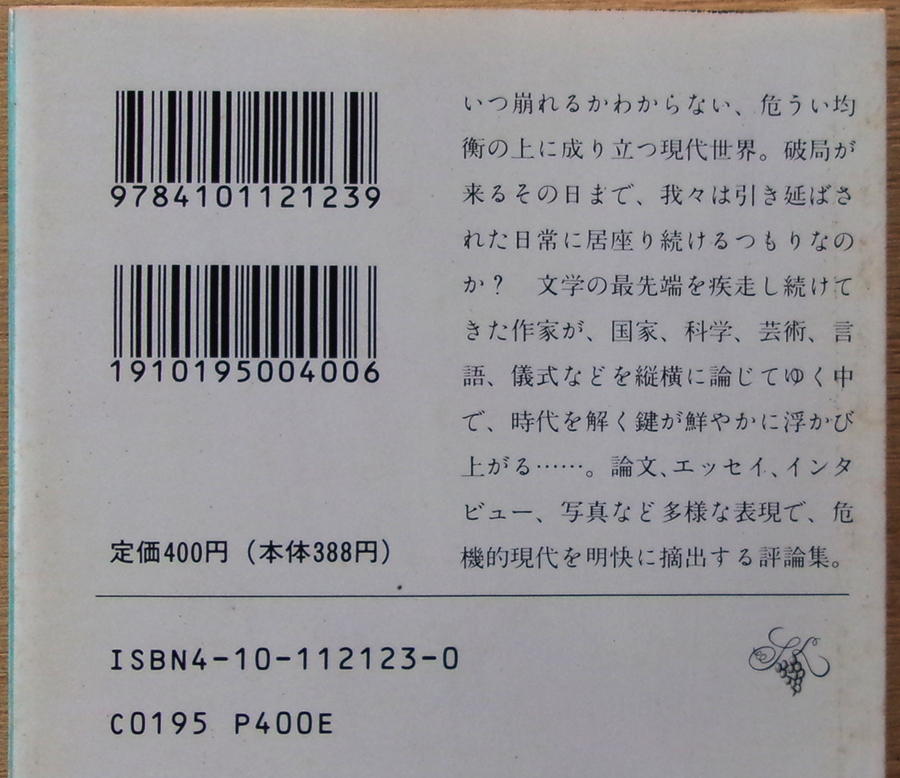 9784101121239
1910195004006
定価400円（本体388円）
いつ崩れるかわからない、危うい均
衡の上に成り立つ現代世界。破局が
来るその日まで、我々は引き延ばさ
れた日常に居座り続けるつもりなの
か？　文学の最先端を疾走し続けて
きた作家が、国家、科学、芸術、言
語、儀式などを縦横に論じてゆく中
で、時代を解く鍵が鮮やかに浮かび
上がる……。論文、エッセイ、インタ
ビュー、写真など多様な表現で、危
機的現代を明快に摘出する評論集。
ISBN4-10-112123-0
C0195 P400E